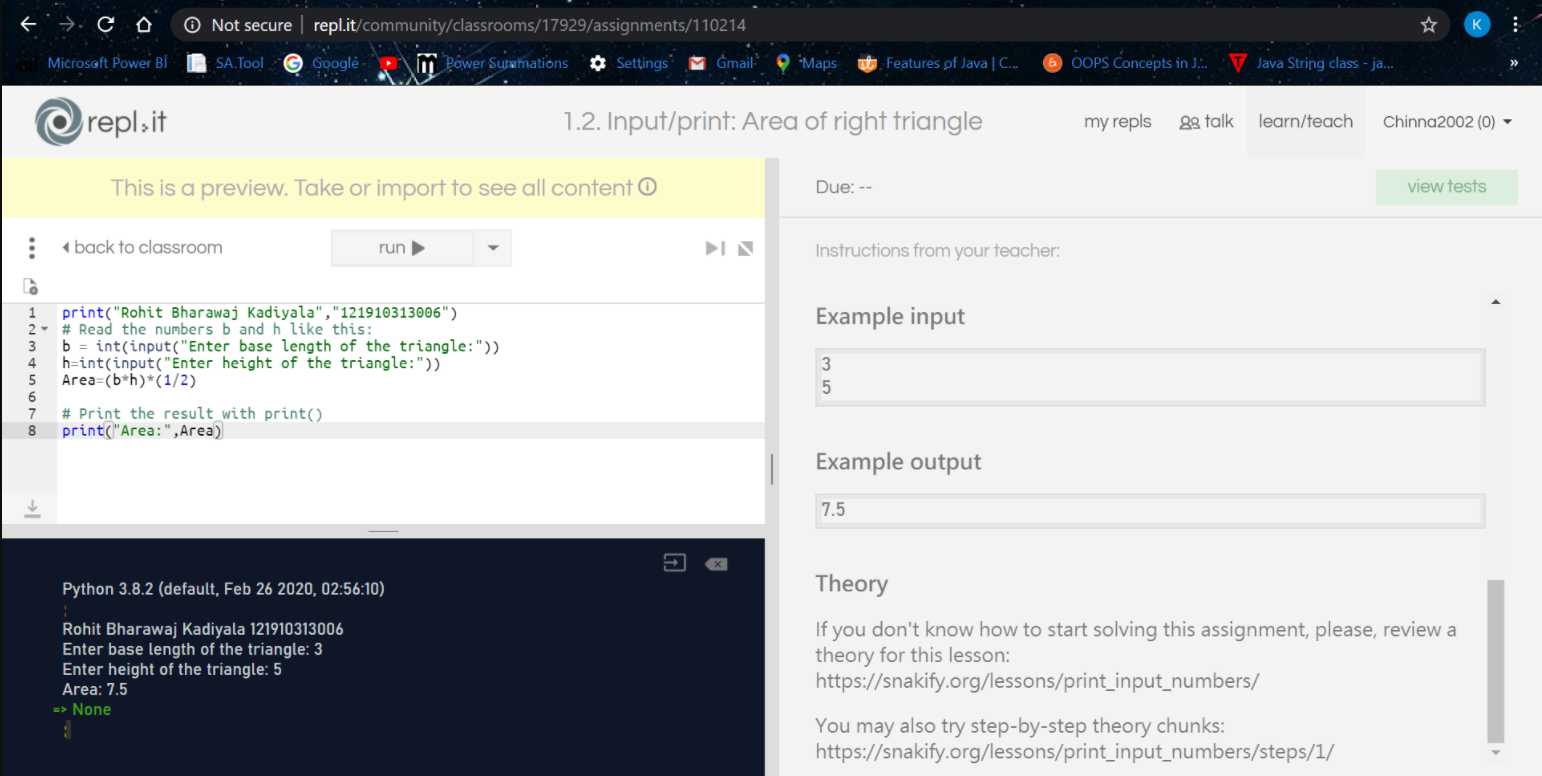 Not secure | repl.it/community/classrooms/17929/assignments/110214
K
Microsoft Power BI SA.Tool Google Power Summations Settings Gmail Maps Features of Java | C... OOPS Concepts in J... Java String class - ja... »
repl.it
1.2. Input/print: Area of right triangle
my repls talk learn/teach Chinna2002 (0)
This is a preview. Take or import to see all content
Due: --
view tests
back to classroom
run
Instructions from your teacher:
1 print("Rohit Bharawaj Kadiyala","121910313006")
2 # Read the numbers b and h like this:
3 b = int(input("Enter base length of the triangle:"))
4 h=int(input("Enter height of the triangle:"))
5 Area=(b*h)*(1/2)
6
7 # Print the result with print()
8 print("Area:",Area)
Python 3.8.2 (default, Feb 26 2020, 02:56:10)
Rohit Bharawaj Kadiyala 121910313006
Enter base length of the triangle: 3
Enter height of the triangle: 5
Area: 7.5
=> None
Example input
3
5
Example output
7.5
Theory
If you don't know how to start solving this assignment, please, review a
theory for this lesson:
https://snakify.org/lessons/print_input_numbers/
You may also try step-by-step theory chunks:
https://snakify.org/lessons/print_input_numbers/steps/1/